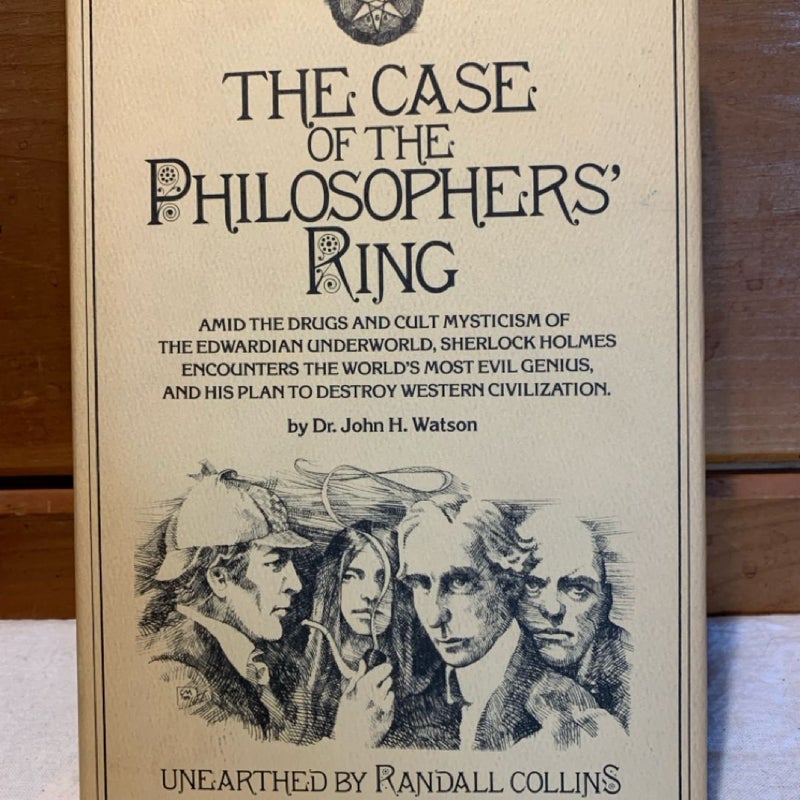 THE CASE
OF THE
PHILOSOPHERS'
RING
AMID THE DRUGS AND CULT MYSTICISM OF
THE EDWARDIAN UNDERWORLD, SHERLOCK HOLMES
ENCOUNTERS THE WORLD'S MOST EVIL GENIUS,
AND HIS PLAN TO DESTROY WESTERN CIVILIZATION.
by Dr. John H. Watson
UNEARTHED BY RANDALL COLLINS